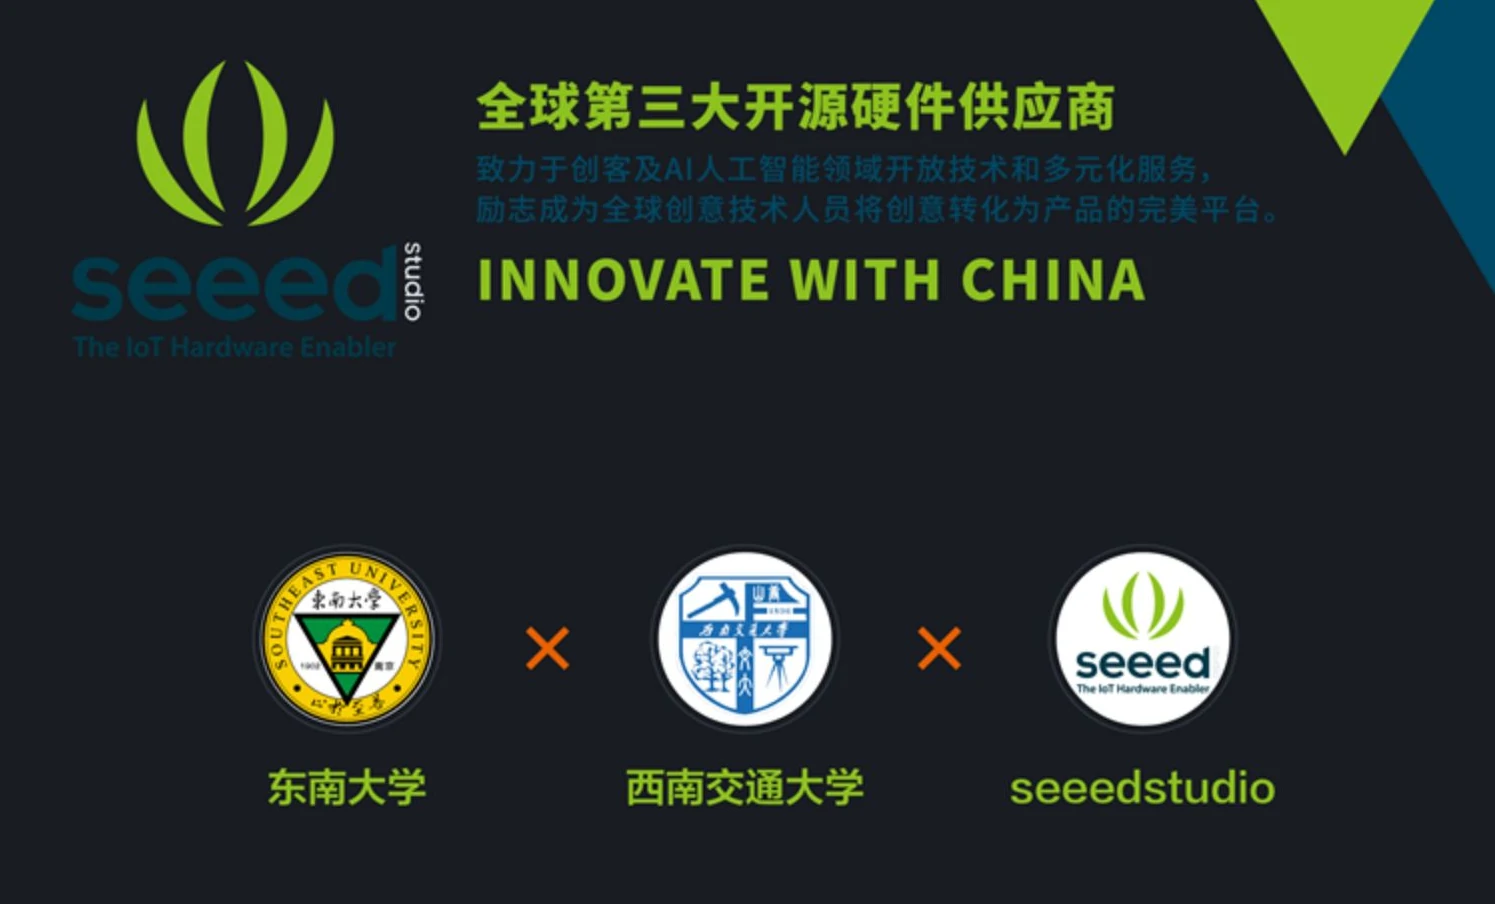 全球第三大开源硬件供应商
致力于创客及AI人工智能领域开放技术和多元化服务，
励志成为全球创意技术人员将创意转化为产品的完美平台。
seeed studio
The IoT Hardware Enabler
INNOVATE WITH CHINA
SOUTHEAST UNIVERSITY
東南大学
1902 南京
西南交通大学
1896
seeed
The IoT Hardware Enabler
东南大学
×
西南交通大学
×
seeedstudio